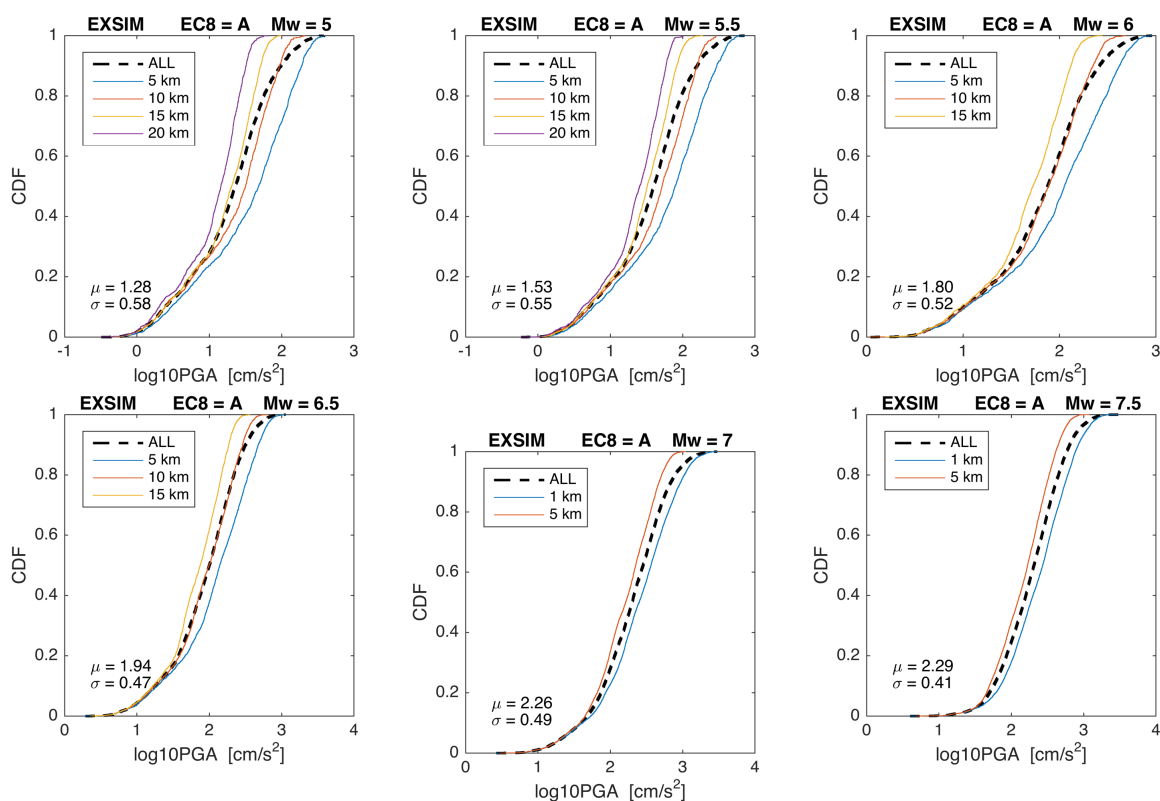 EXSIM EC8 = A Mw = 5
ALL
5 km
10 km
15 km
20 km
μ = 1.28
σ = 0.58
CDF
0
0.2
0.4
0.6
0.8
1
-1 0 1 2 3
log10PGA [cm/s²]
EXSIM EC8 = A Mw = 5.5
ALL
5 km
10 km
15 km
20 km
μ = 1.53
σ = 0.55
CDF
0
0.2
0.4
0.6
0.8
1
-1 0 1 2 3
log10PGA [cm/s²]
EXSIM EC8 = A Mw = 6
ALL
5 km
10 km
15 km
μ = 1.80
σ = 0.52
CDF
0
0.2
0.4
0.6
0.8
1
0 1 2 3
log10PGA [cm/s²]
EXSIM EC8 = A Mw = 6.5
ALL
5 km
10 km
15 km
μ = 1.94
σ = 0.47
CDF
0
0.2
0.4
0.6
0.8
1
0 1 2 3 4
log10PGA [cm/s²]
EXSIM EC8 = A Mw = 7
ALL
1 km
5 km
μ = 2.26
σ = 0.49
CDF
0
0.2
0.4
0.6
0.8
1
0 1 2 3 4
log10PGA [cm/s²]
EXSIM EC8 = A Mw = 7.5
ALL
1 km
5 km
μ = 2.29
σ = 0.41
CDF
0
0.2
0.4
0.6
0.8
1
0 1 2 3 4
log10PGA [cm/s²]